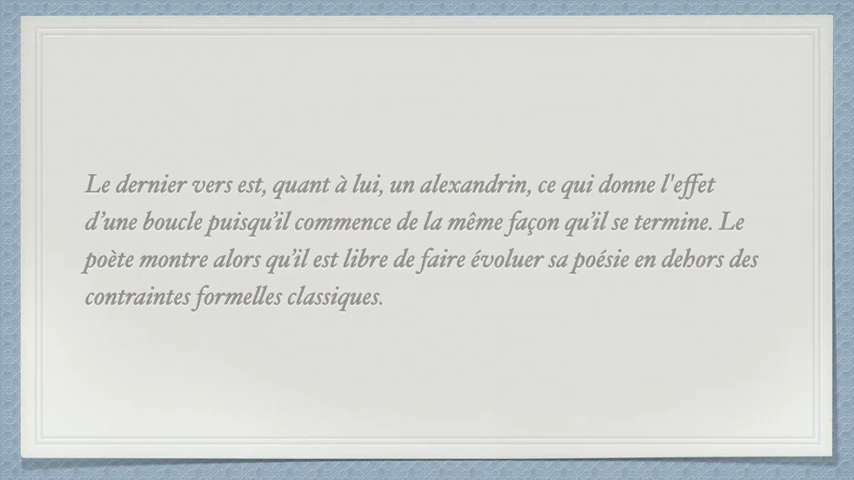 Le dernier vers est, quant à lui, un alexandrin, ce qui donne l'effet
d’une boucle puisqu’il commence de la même façon qu’il se termine. Le
poète montre alors qu’il est libre de faire évoluer sa poésie en dehors des
contraintes formelles classiques.